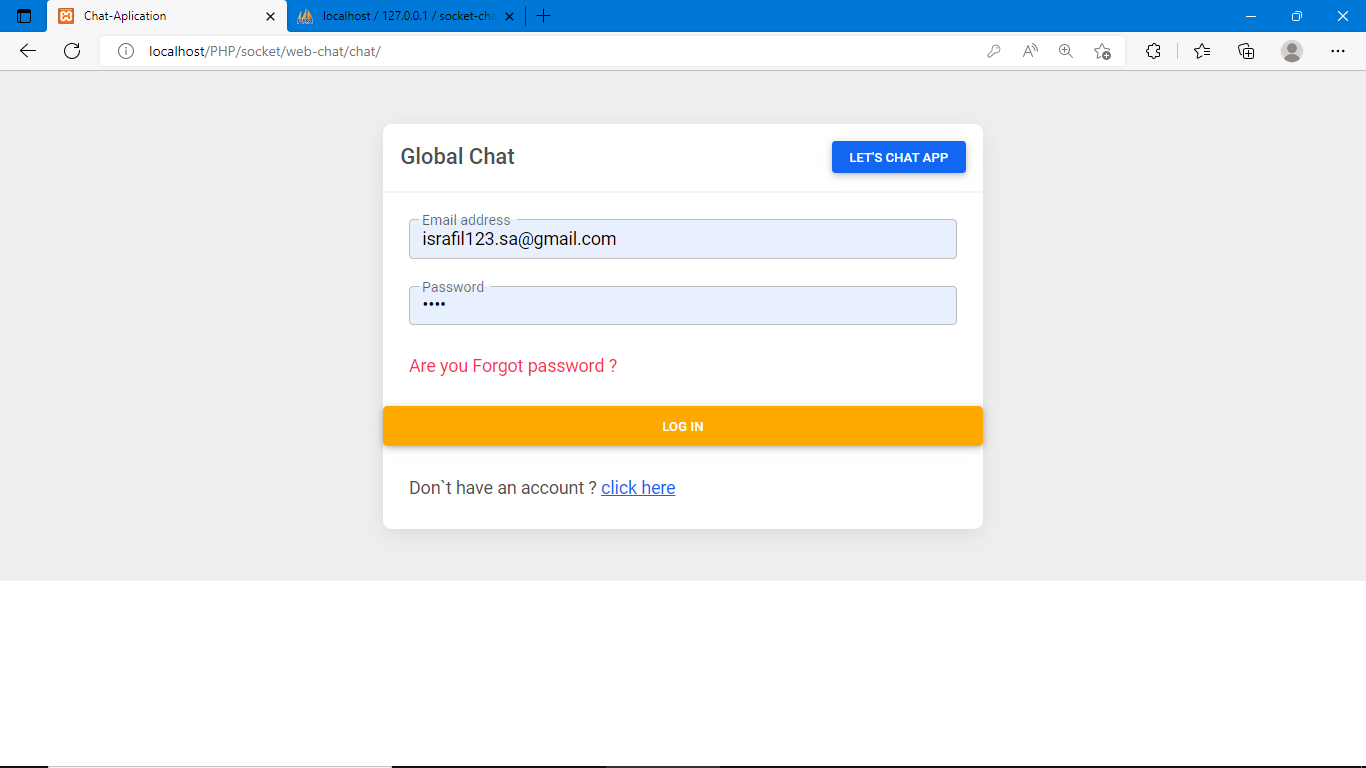 Chat-Aplication
localhost / 127.0.0.1 / socket-cha
localhost/PHP/socket/web-chat/chat/
Global Chat
LET'S CHAT APP
Email address
israfil123.sa@gmail.com
Password
••••
Are you Forgot password ?
LOG IN
Don`t have an account ? click here